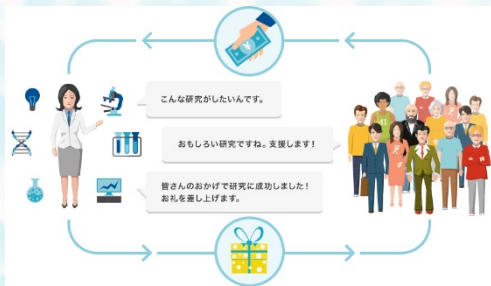 ¥
こんな研究がしたいんです。
おもしろい研究ですね。支援します！
皆さんのおかげで研究に成功しました！
お礼を差し上げます。